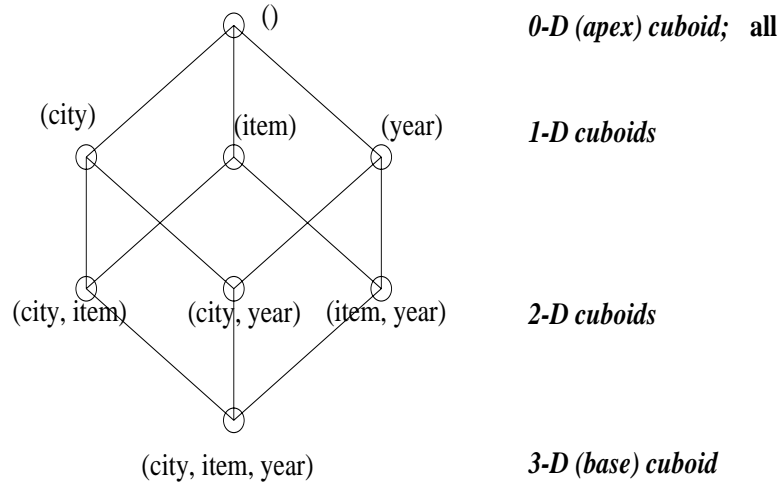 ()
0-D (apex) cuboid; all
(city)
(item)
(year)
1-D cuboids
(city, item)
(city, year)
(item, year)
2-D cuboids
(city, item, year)
3-D (base) cuboid